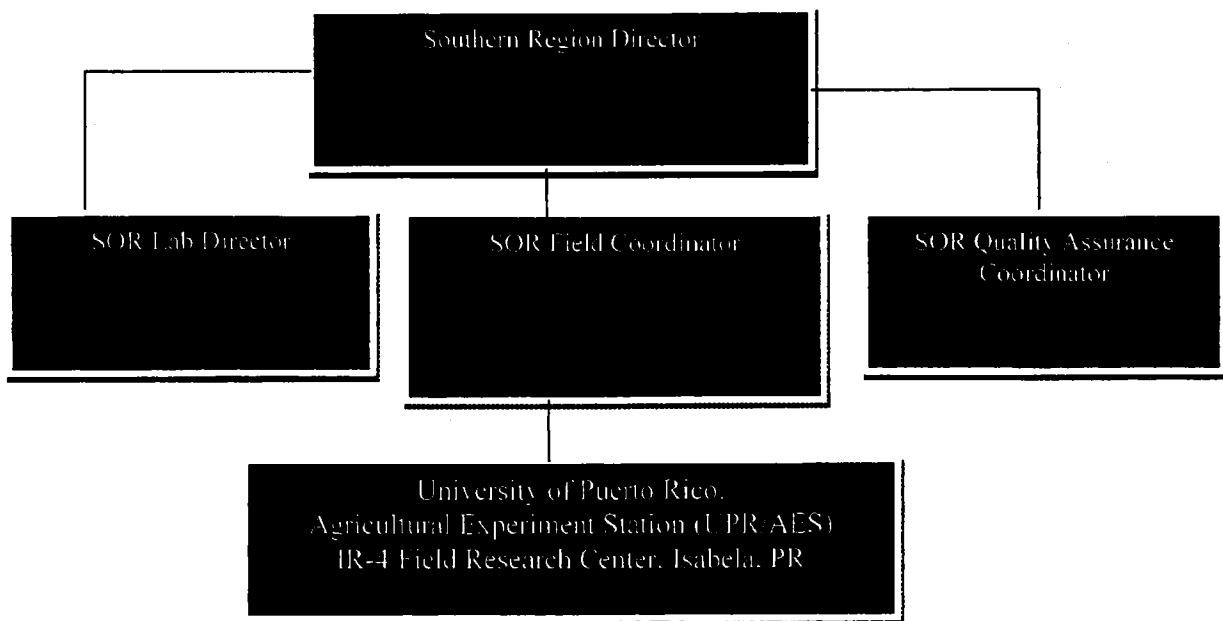 Southern Region Director
SOR Lab Director
SOR Field Coordinator
SOR Quality Assurance
Coordinator
University of Puerto Rico,
Agricultural Experiment Station (UPR/AES)
IR-4 Field Research Center, Isabela, PR